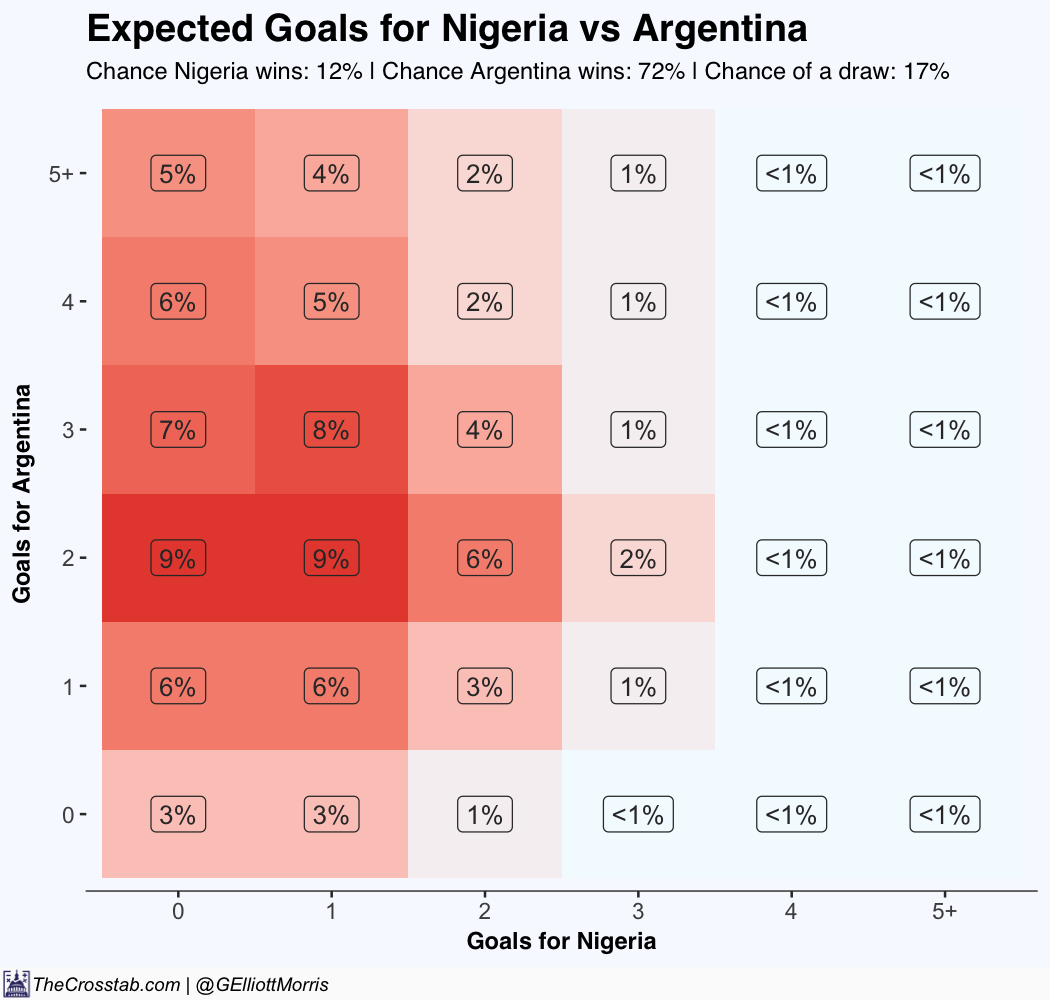 Expected Goals for Nigeria vs Argentina
Chance Nigeria wins: 12% | Chance Argentina wins: 72% | Chance of a draw: 17%
Goals for Argentina
5+ 5% 4% 2% 1% <1% <1%
4 6% 5% 2% 1% <1% <1%
3 7% 8% 4% 1% <1% <1%
2 9% 9% 6% 2% <1% <1%
1 6% 6% 3% 1% <1% <1%
0 3% 3% 1% <1% <1% <1%
0 1 2 3 4 5+
Goals for Nigeria
TheCrosstab.com | @GElliottMorris